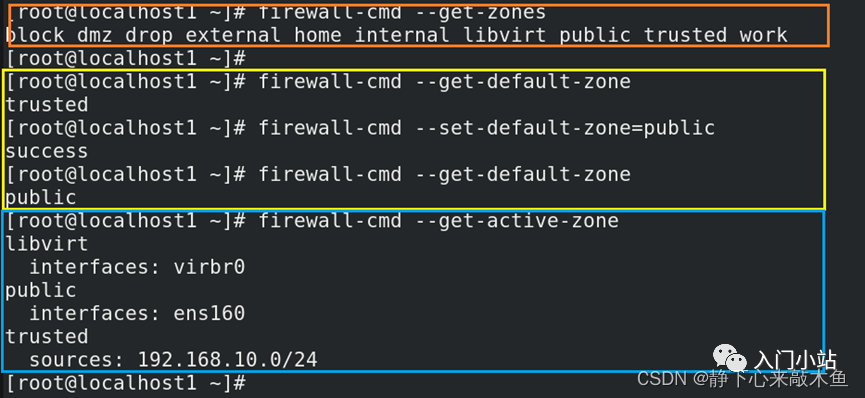 [root@localhost1 ~]# firewall-cmd --get-zones
block dmz drop external home internal libvirt public trusted work
[root@localhost1 ~]#
[root@localhost1 ~]# firewall-cmd --get-default-zone
trusted
[root@localhost1 ~]# firewall-cmd --set-default-zone=public
success
[root@localhost1 ~]# firewall-cmd --get-default-zone
public
[root@localhost1 ~]# firewall-cmd --get-active-zone
libvirt
  interfaces: virbr0
public
  interfaces: ens160
trusted
  sources: 192.168.10.0/24
[root@localhost1 ~]#
入门小站
CSDN @静下心来敲木鱼